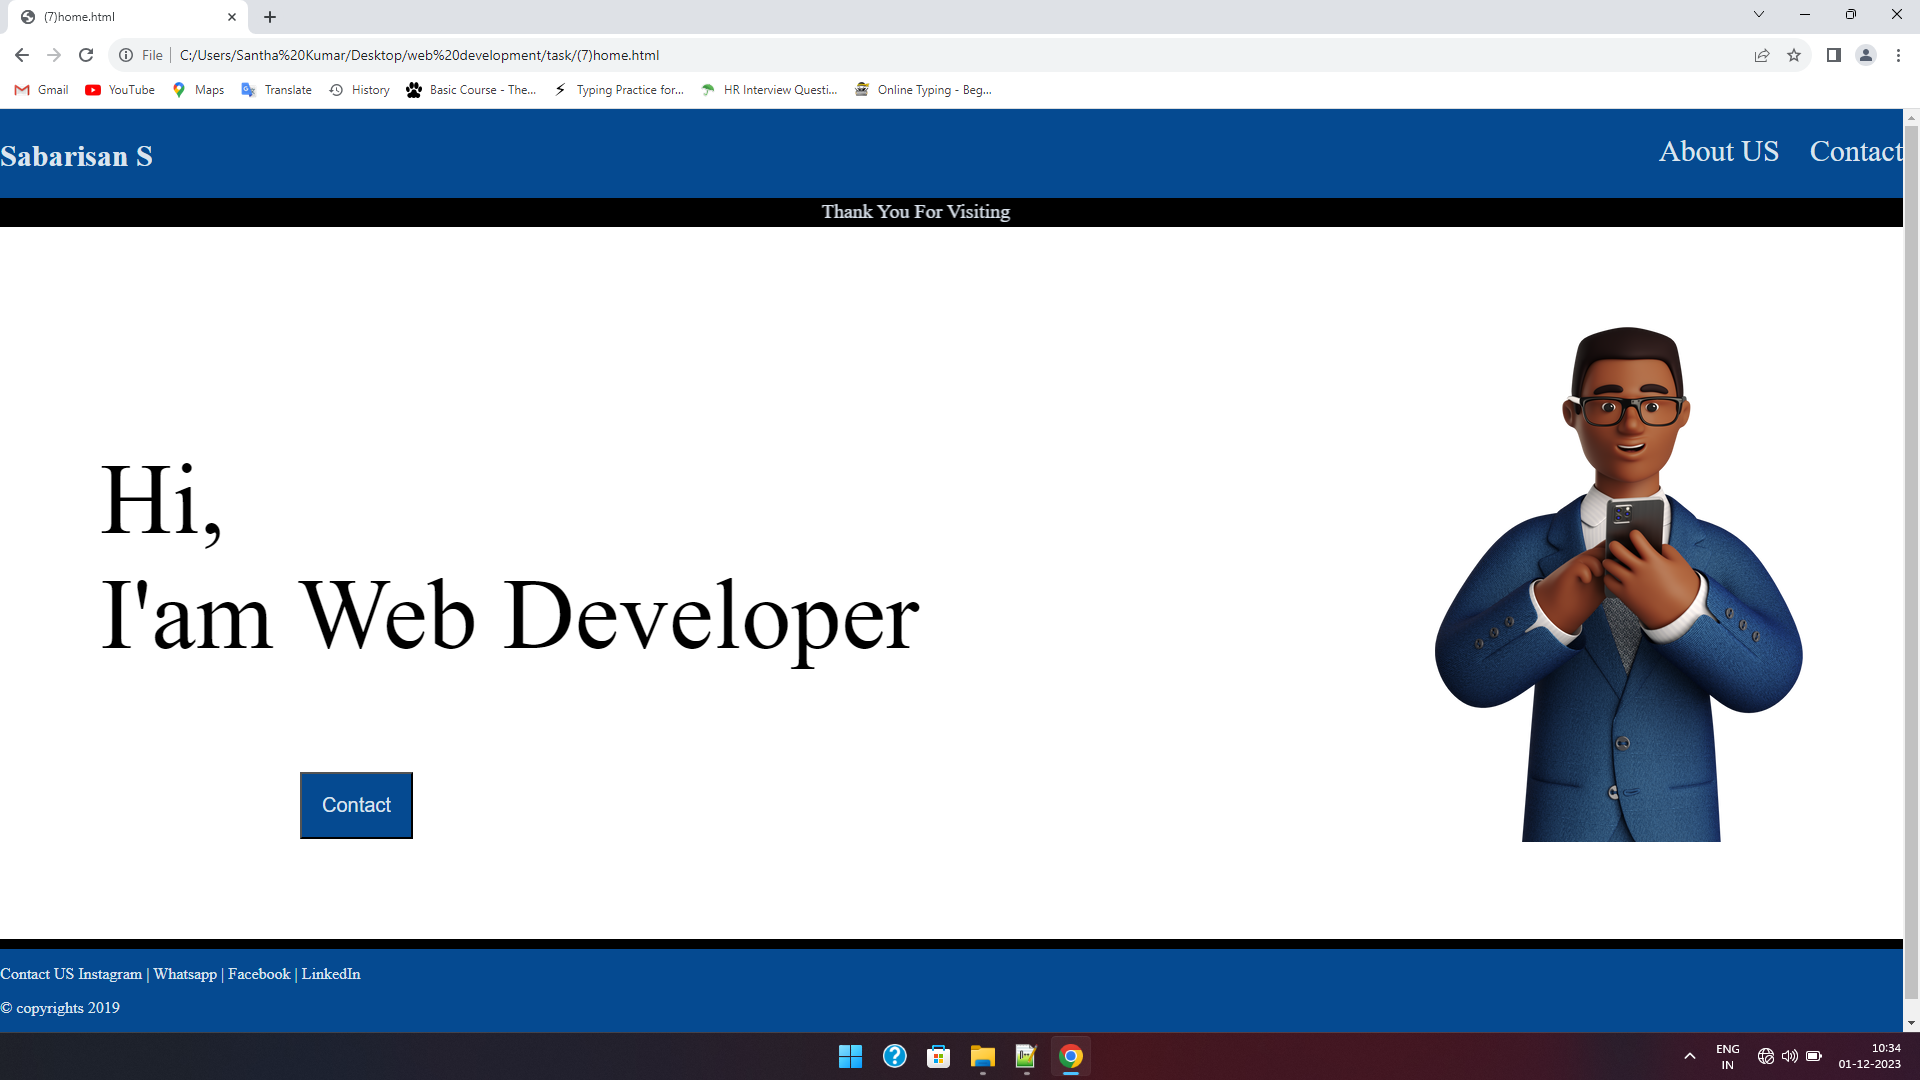 (7)home.html
File C:/Users/Santha%20Kumar/Desktop/web%20development/task/(7)home.html
Gmail YouTube Maps Translate History Basic Course - The... Typing Practice for... HR Interview Questi... Online Typing - Beg...
Sabarisan S About US Contact
Thank You For Visiting
Hi,
I'am Web Developer
Contact
Contact US Instagram | Whatsapp | Facebook | LinkedIn
© copyrights 2019
ENG 10:34
IN 01-12-2023